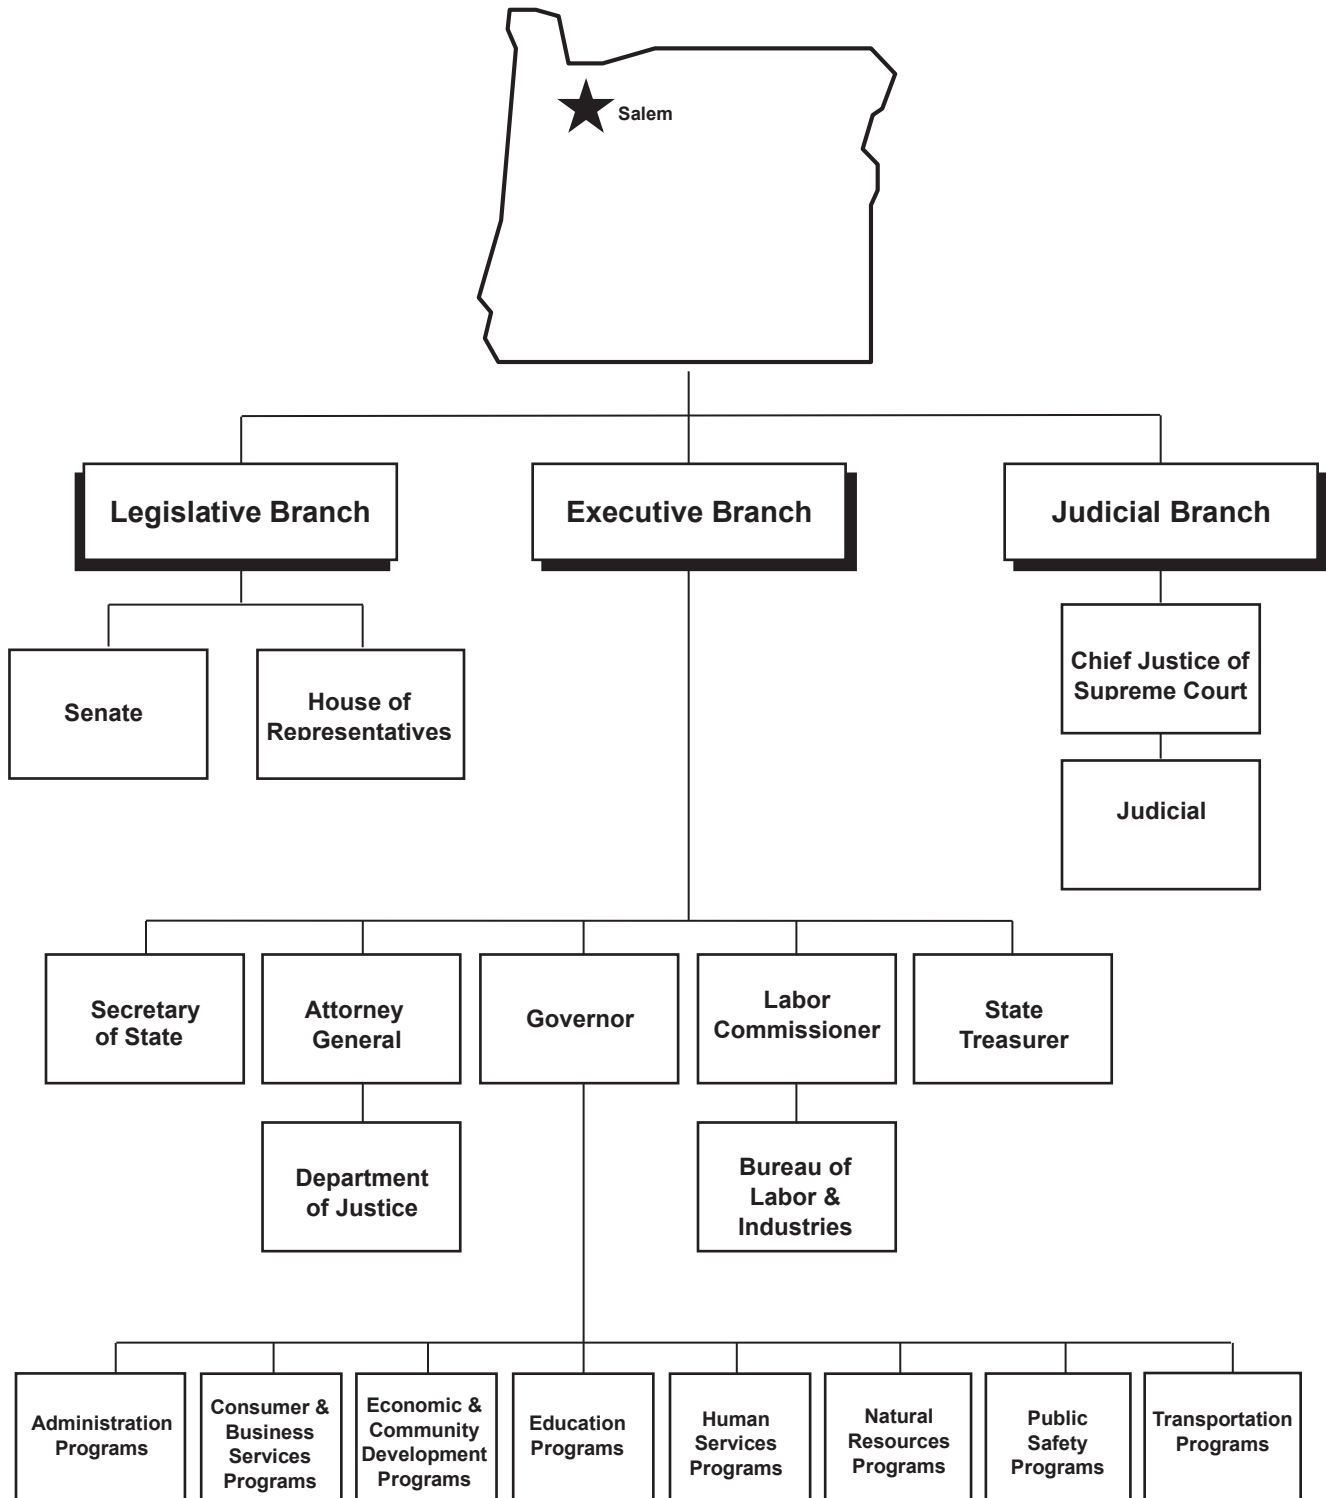 Salem
Legislative Branch
Executive Branch
Judicial Branch
Senate
House of
Representatives
Chief Justice of
Supreme Court
Judicial
Secretary
of State
Attorney
General
Governor
Labor
Commissioner
State
Treasurer
Department
of Justice
Bureau of
Labor &
Industries
Administration
Programs
Consumer &
Business
Services
Programs
Economic &
Community
Development
Programs
Education
Programs
Human
Services
Programs
Natural
Resources
Programs
Public
Safety
Programs
Transportation
Programs